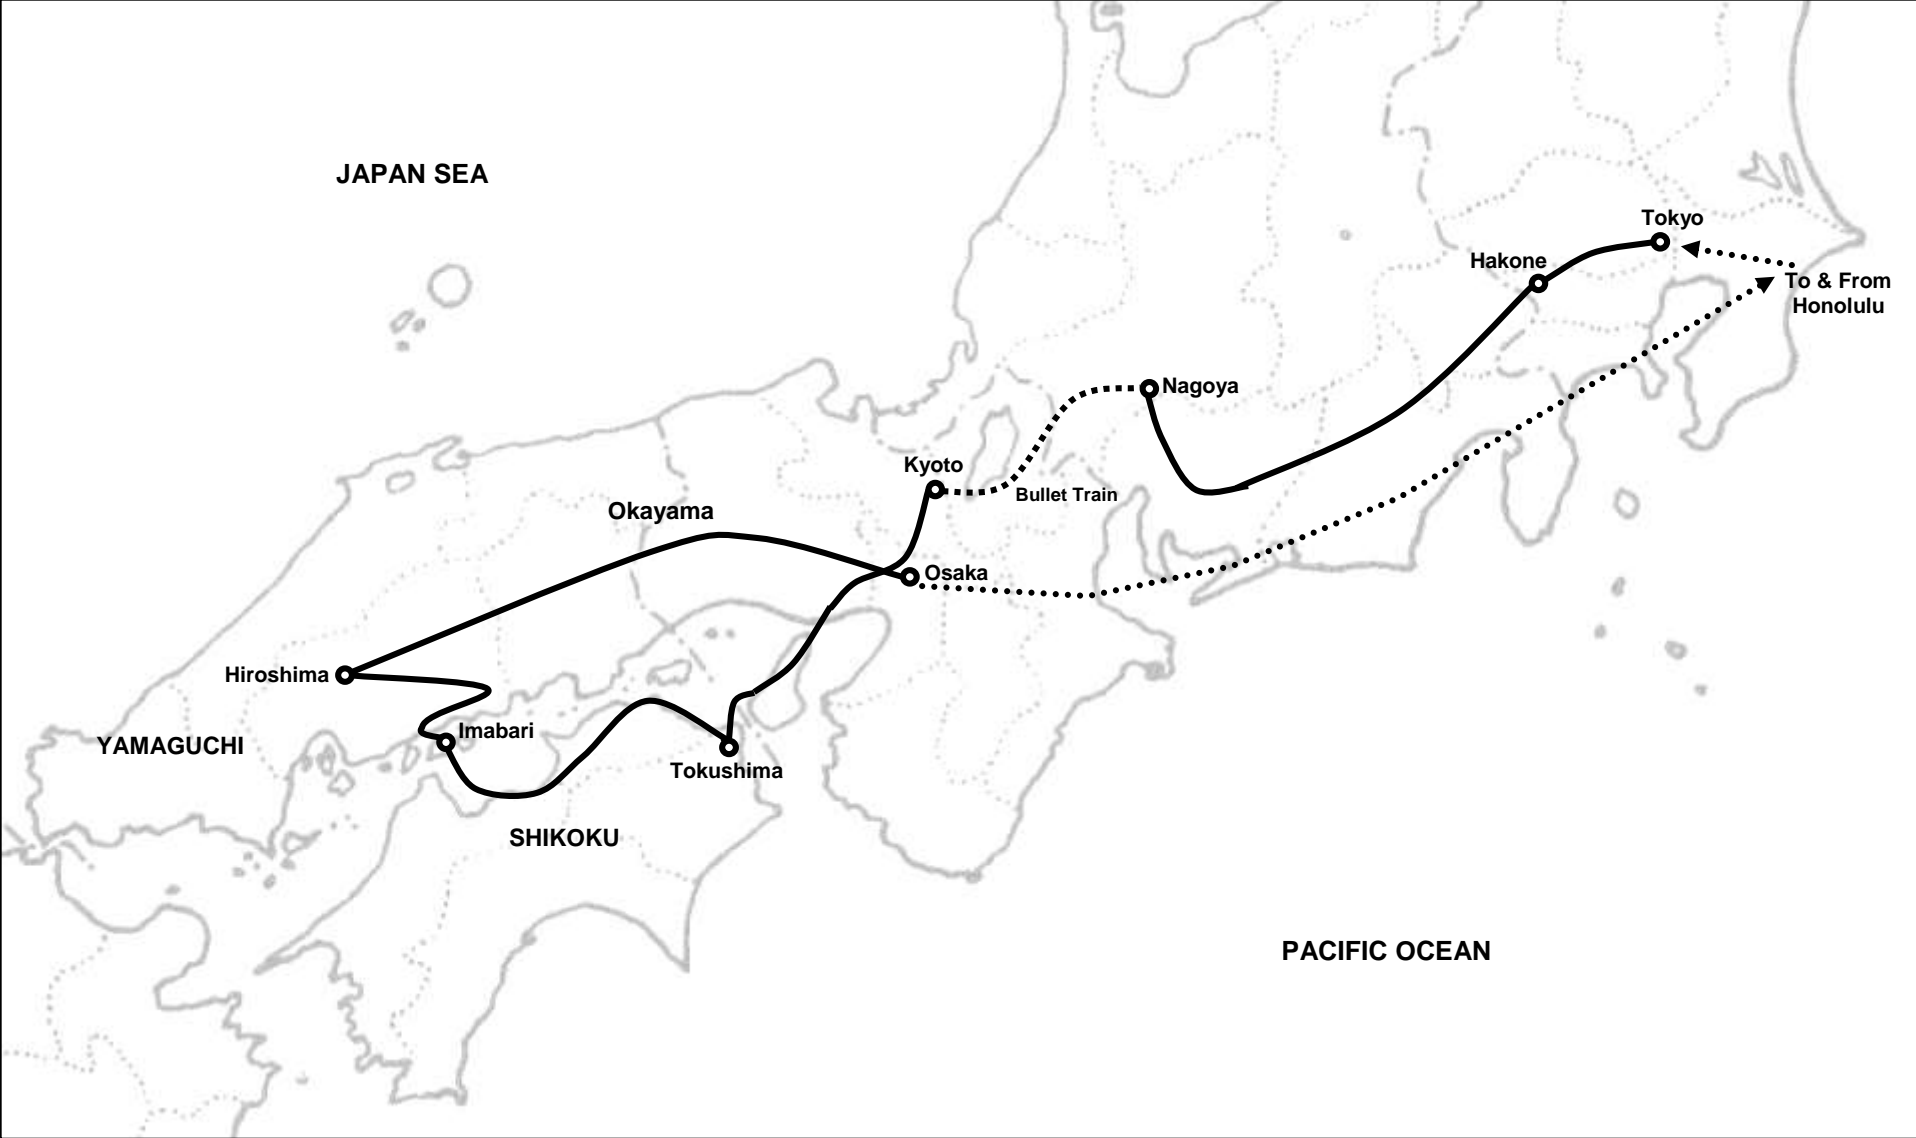 JAPAN SEA
Tokyo
Hakone
To & From
Honolulu
Nagoya
Kyoto
Bullet Train
Okayama
Osaka
Hiroshima
Imabari
YAMAGUCHI
Tokushima
SHIKOKU
PACIFIC OCEAN